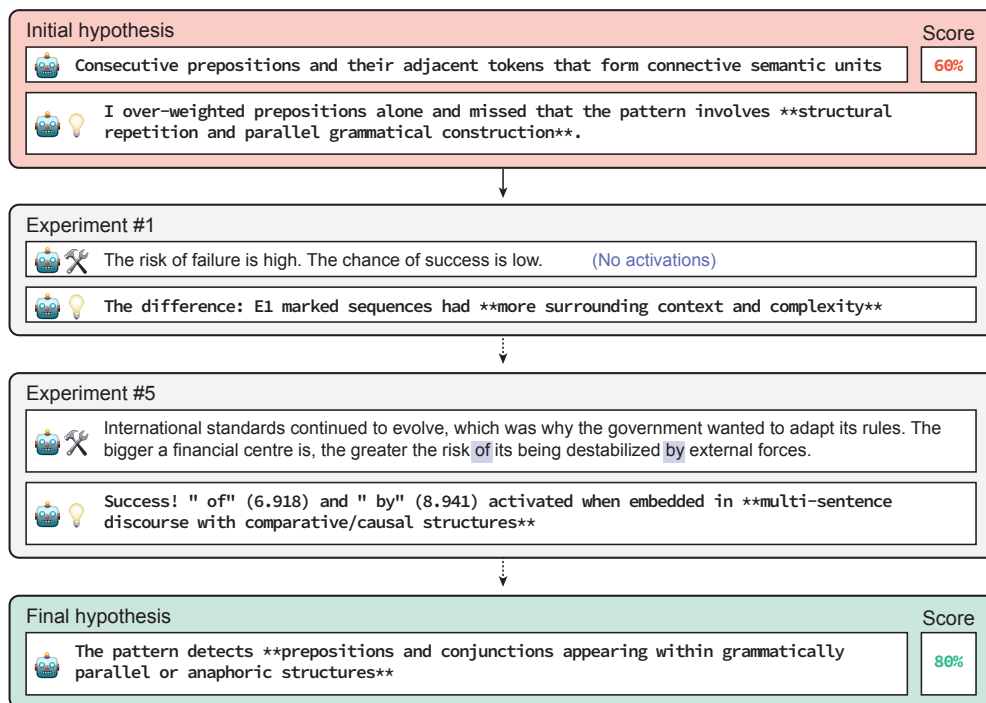 Initial hypothesis
Score
Consecutive prepositions and their adjacent tokens that form connective semantic units
60%
I over-weighted prepositions alone and missed that the pattern involves **structural
repetition and parallel grammatical construction**.
Experiment #1
The risk of failure is high. The chance of success is low. (No activations)
The difference: E1 marked sequences had **more surrounding context and complexity**
Experiment #5
International standards continued to evolve, which was why the government wanted to adapt its rules. The
bigger a financial centre is, the greater the risk of its being destabilized by external forces.
Success! " of" (6.918) and " by" (8.941) activated when embedded in **multi-sentence
discourse with comparative/causal structures**
Final hypothesis
Score
The pattern detects **prepositions and conjunctions appearing within grammatically
parallel or anaphoric structures**
80%